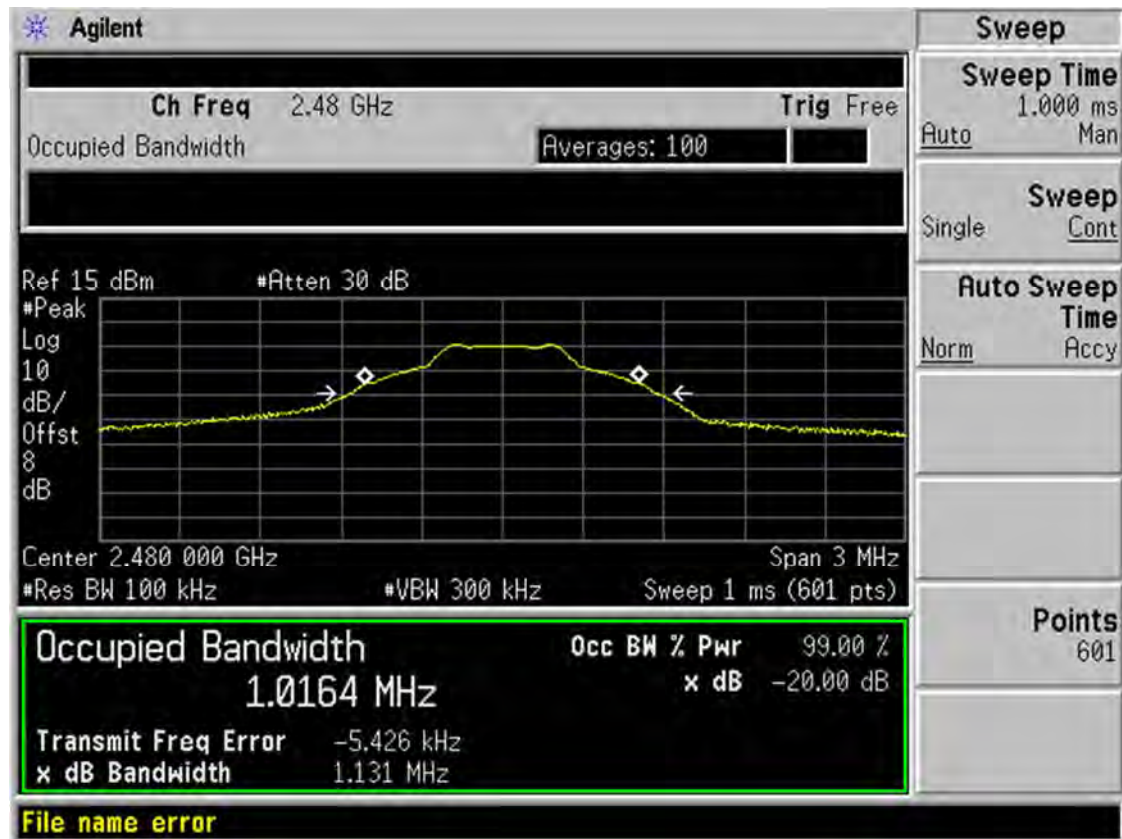 Agilent
Ch Freq 2.48 GHz Trig Free
Occupied Bandwidth Averages: 100
Ref 15 dBm #Atten 30 dB
#Peak
Log
10
dB/
Offst
8
dB
Center 2.480 000 GHz Span 3 MHz
#Res BW 100 kHz #VBW 300 kHz Sweep 1 ms (601 pts)
Occupied Bandwidth Occ BW % Pwr 99.00 %
1.0164 MHz x dB -20.00 dB
Transmit Freq Error -5.426 kHz
x dB Bandwidth 1.131 MHz
File name error
Sweep
Sweep Time
1.000 ms
Auto Man
Sweep
Single Cont
Auto Sweep
Time
Norm Accy
Points
601